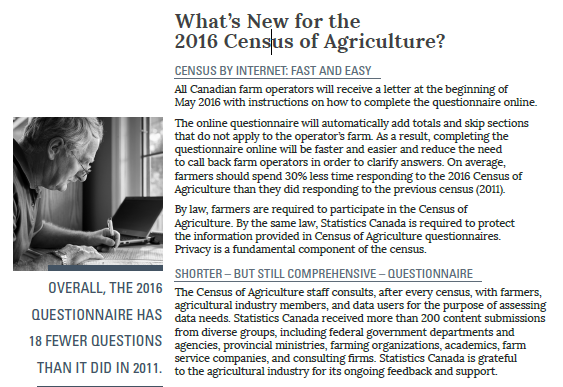 What's New for the
2016 Census of Agriculture?
CENSUS BY INTERNET: FAST AND EASY
All Canadian farm operators will receive a letter at the beginning of
May 2016 with instructions on how to complete the questionnaire online.
The online questionnaire will automatically add totals and skip sections
that do not apply to the operator's farm. As a result, completing the
questionnaire online will be faster and easier and reduce the need
to call back farm operators in order to clarify answers. On average,
farmers should spend 30% less time responding to the 2016 Census of
Agriculture than they did responding to the previous census (2011).
By law, farmers are required to participate in the Census of
Agriculture. By the same law, Statistics Canada is required to protect
the information provided in Census of Agriculture questionnaires.
Privacy is a fundamental component of the census.
SHORTER – BUT STILL COMPREHENSIVE – QUESTIONNAIRE
The Census of Agriculture staff consults, after every census, with farmers,
agricultural industry members, and data users for the purpose of assessing
data needs. Statistics Canada received more than 200 content submissions
from diverse groups, including federal government departments and
agencies, provincial ministries, farming organizations, academics, farm
service companies, and consulting firms. Statistics Canada is grateful
to the agricultural industry for its ongoing feedback and support.
OVERALL, THE 2016
QUESTIONNAIRE HAS
18 FEWER QUESTIONS
THAN IT DID IN 2011.